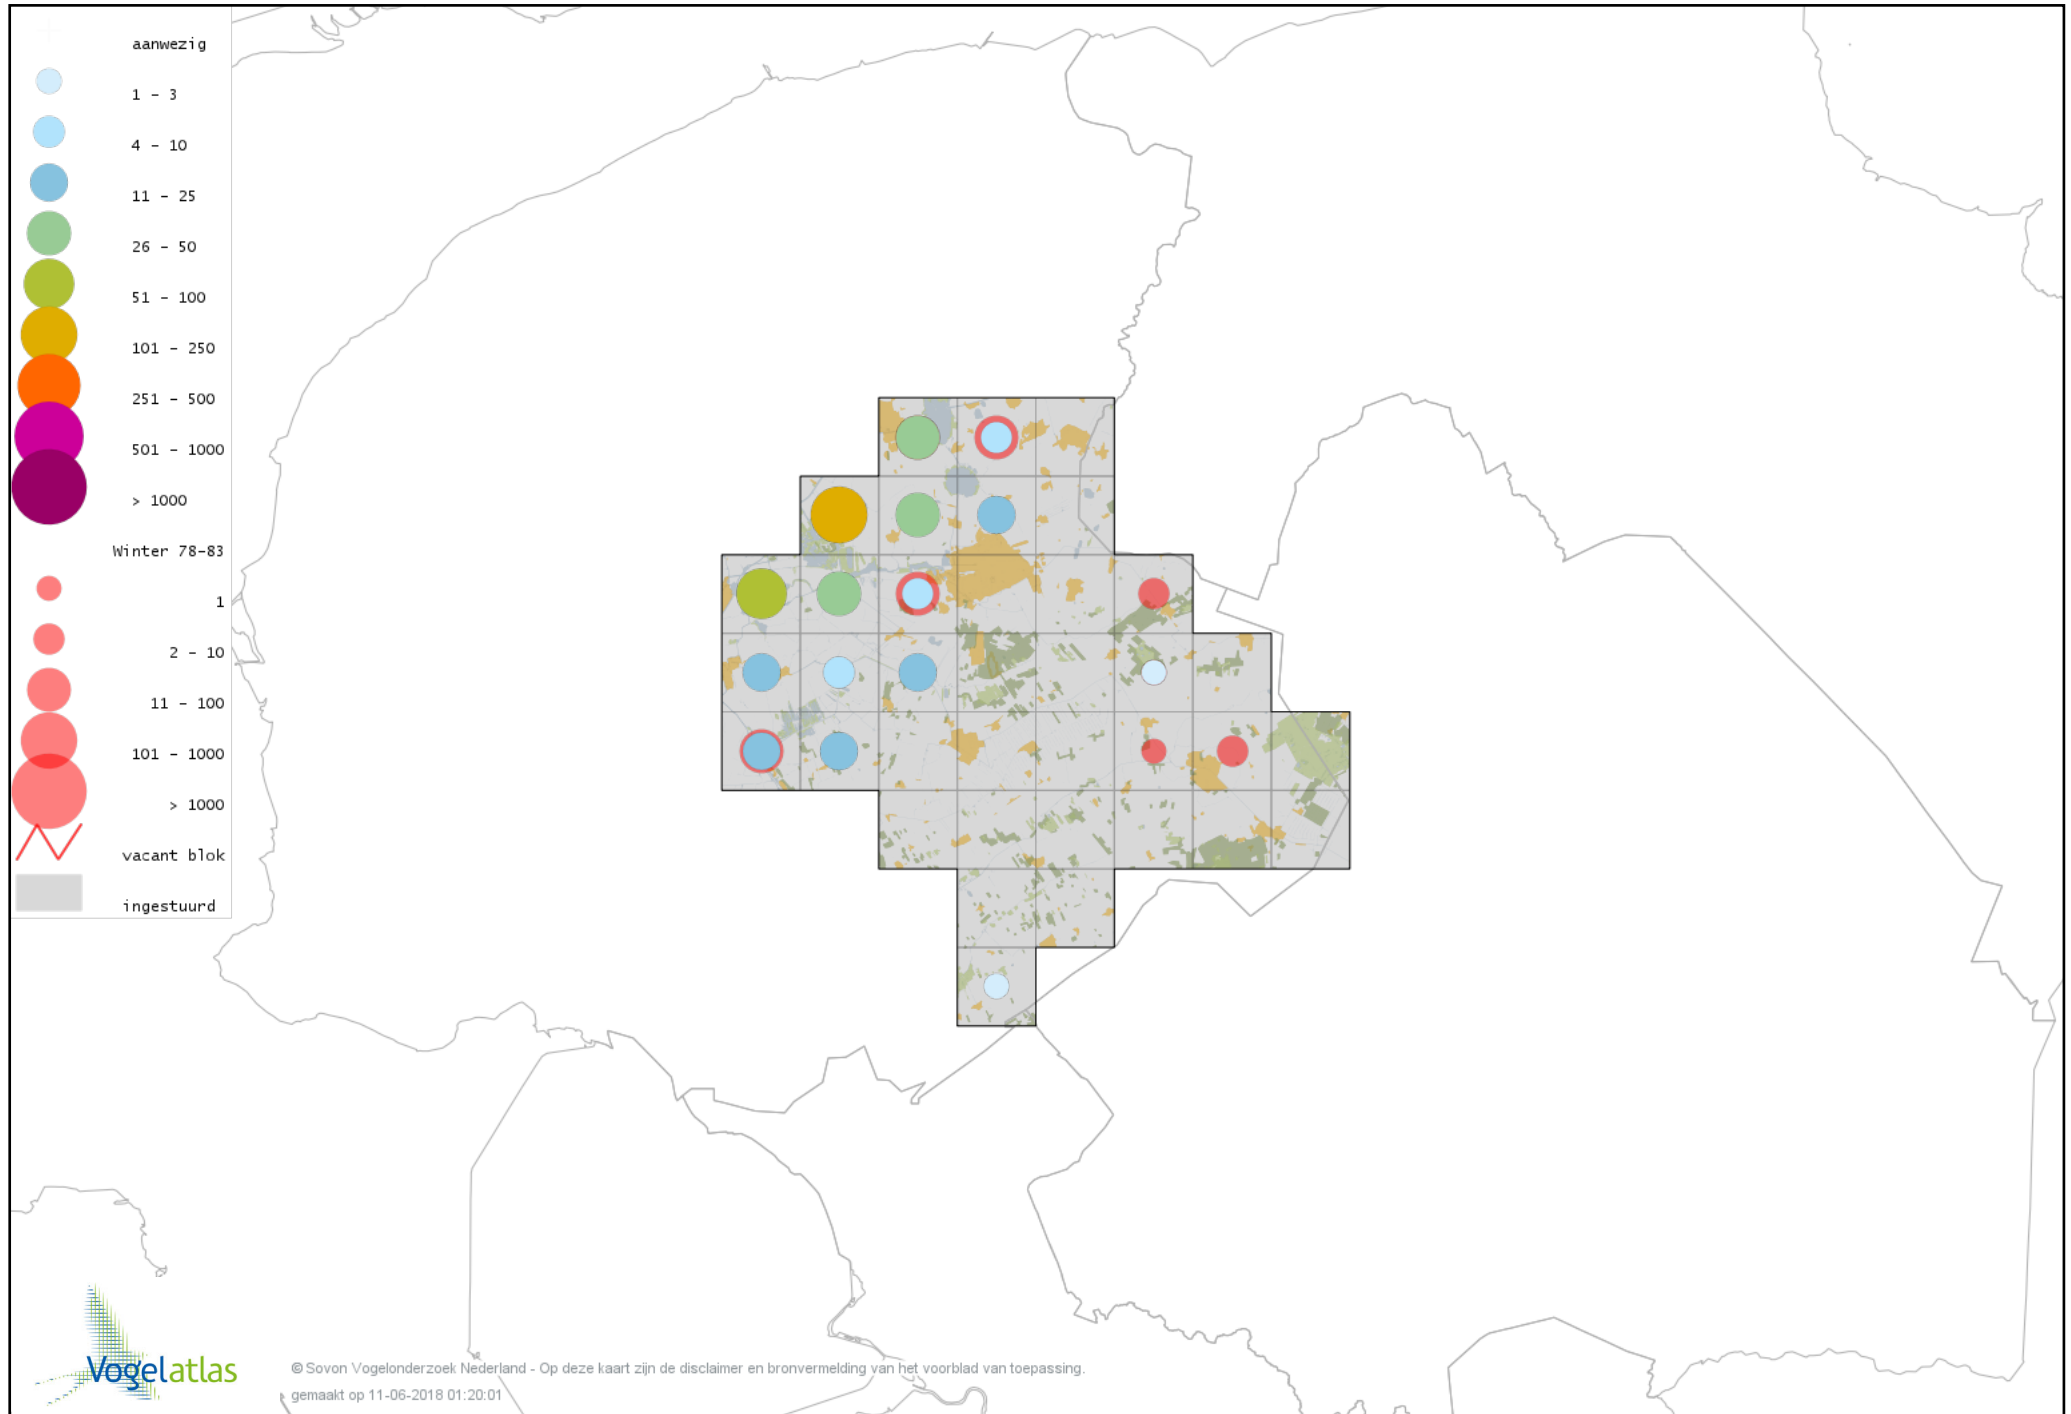 aanwezig
1 - 3
4 - 10
11 - 25
26 - 50
51 - 100
101 - 250
251 - 500
501 - 1000
> 1000
Winter 78-83
1
2 - 10
11 - 100
101 - 1000
> 1000
vacant blok
ingestuurd
Vogelatlas
© Sovon Vogelonderzoek Nederland - Op deze kaart zijn de disclaimer en bronvermelding van het voorblad van toepassing.
gemaakt op 11-06-2018 01:20:01